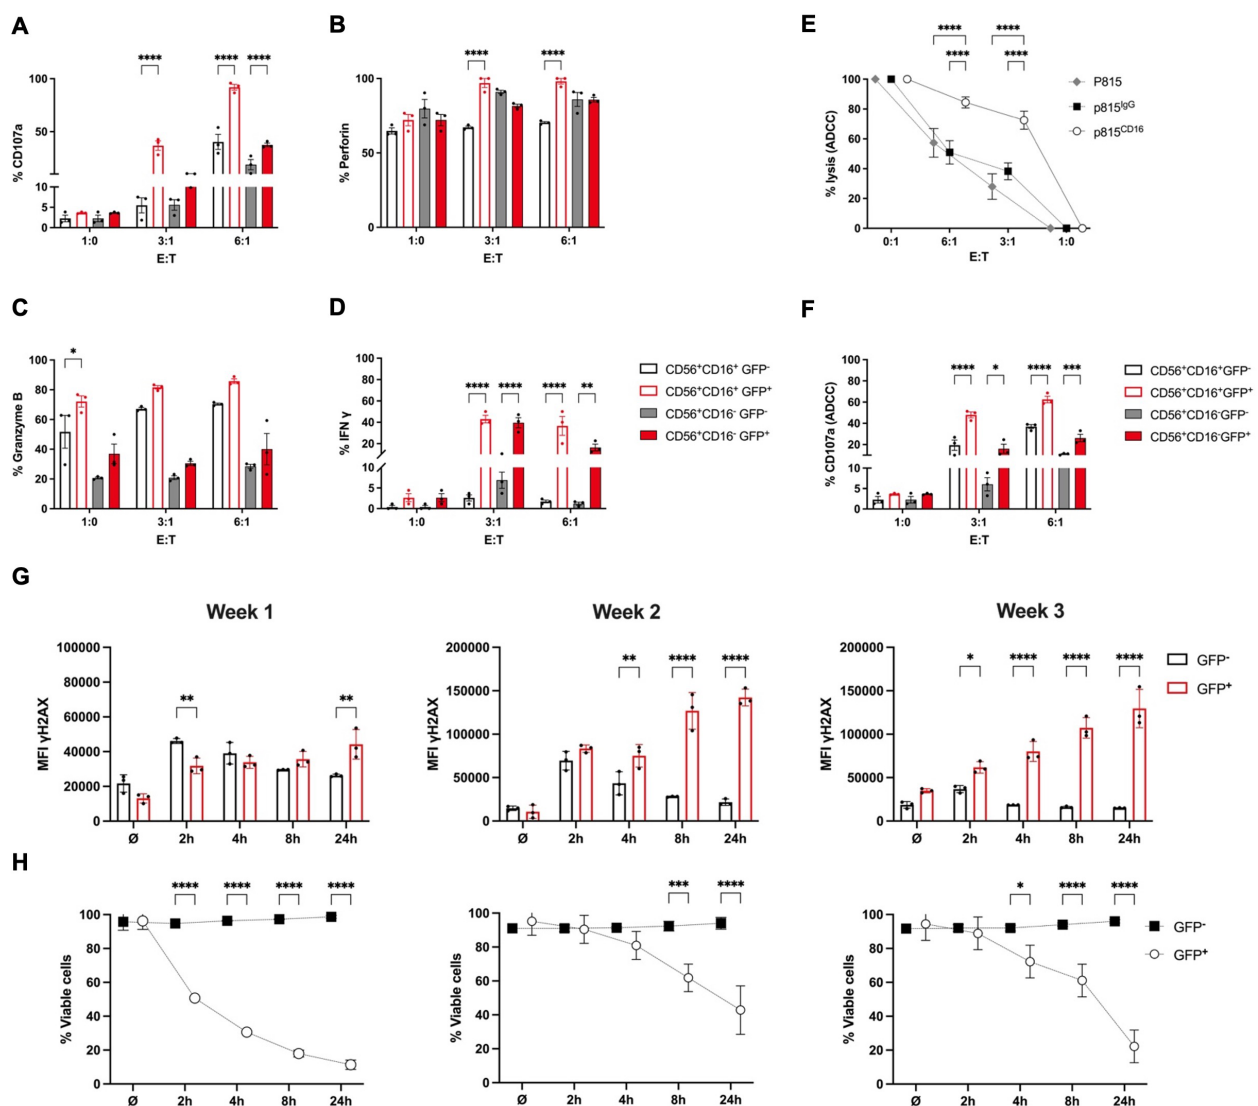 A
% CD107a
100
50
10
5
0
**** **** ****
1:0 3:1 6:1
E:T
B
% Perforin
100
50
0
**** ****
1:0 3:1 6:1
E:T
E
**** ****
**** ****
% lysis (ADCC)
100
80
60
40
20
0
0:1 6:1 3:1 1:0
E:T
P815
p815IgG
p815CD16
C
% Granzyme B
100
80
60
40
20
0
*
1:0 3:1 6:1
E:T
D
% IFN γ
100
80
60
40
20
10
5
0
**** **** **** **
1:0 3:1 6:1
E:T
CD56+CD16+ GFP-
CD56+CD16+ GFP+
CD56+CD16- GFP-
CD56+CD16- GFP+
F
% CD107a (ADCC)
100
80
60
40
20
10
5
0
**** * **** ***
1:0 3:1 6:1
E:T
CD56+CD16+GFP-
CD56+CD16+GFP+
CD56+CD16-GFP-
CD56+CD16-GFP+
G
Week 1
MFI γH2AX
100000
80000
60000
40000
20000
0
** **
Ø 2h 4h 8h 24h
Week 2
MFI γH2AX
200000
150000
100000
50000
0
** **** ****
Ø 2h 4h 8h 24h
Week 3
MFI γH2AX
200000
150000
100000
50000
0
* **** **** ****
Ø 2h 4h 8h 24h
GFP-
GFP+
H
% Viable cells
100
80
60
40
20
0
**** **** **** ****
Ø 2h 4h 8h 24h
% Viable cells
100
80
60
40
20
0
*** ****
Ø 2h 4h 8h 24h
% Viable cells
100
80
60
40
20
0
* **** ****
Ø 2h 4h 8h 24h
GFP-
GFP+